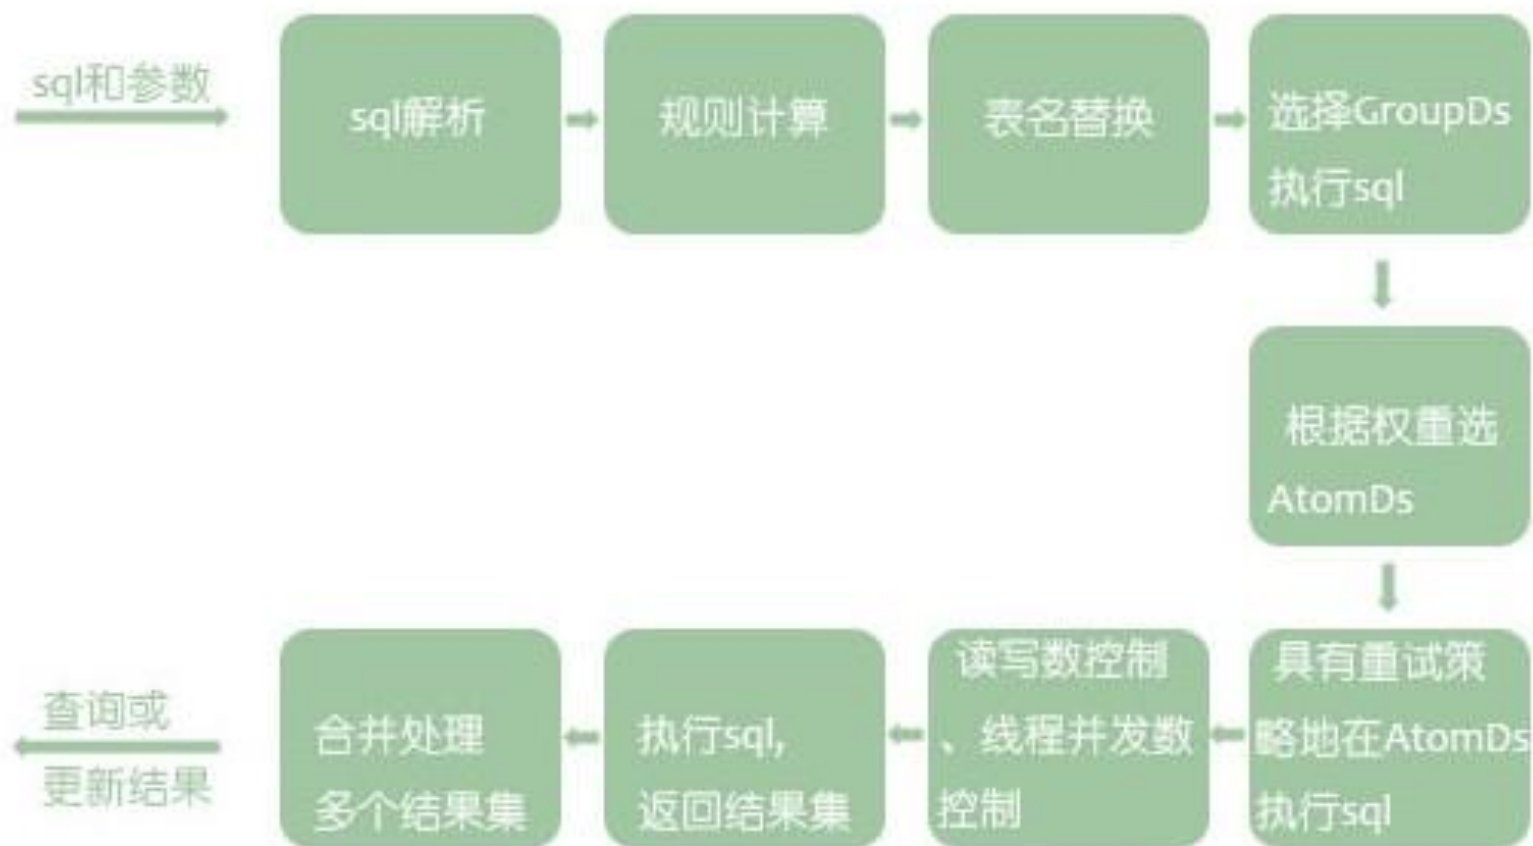 sql和参数
sql解析
规则计算
表名替换
选择GroupDs
执行sql
根据权重选
AtomDs
具有重试策
略地在AtomDs
执行sql
读写数控制
、线程并发数
控制
执行sql,
返回结果集
合并处理
多个结果集
查询或
更新结果